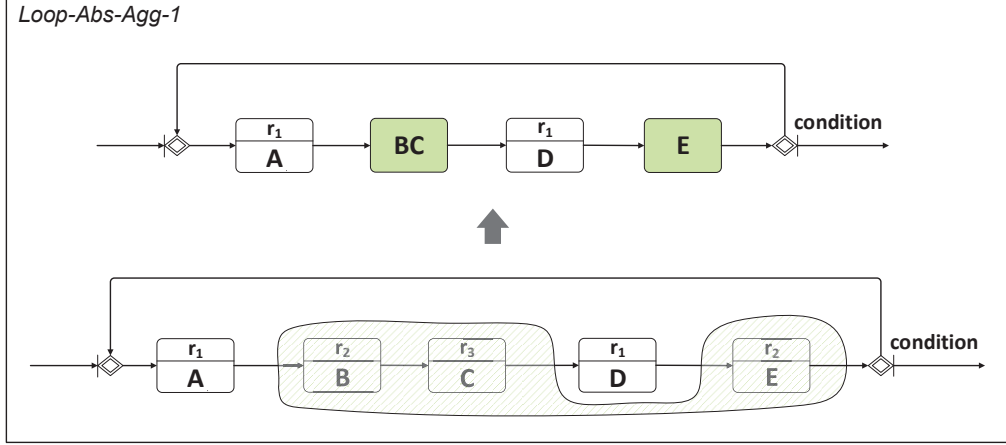 Loop-Abs-Agg-1
condition
r₁
A
BC
r₁
D
E
condition
r₁
A
r₂
B
r₃
C
r₁
D
r₂
E